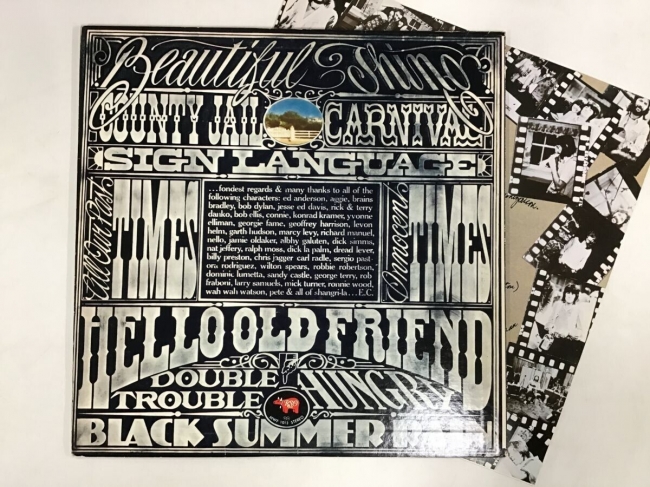 Beautiful Thing
COUNTY JAIL
CARNIVAL
SIGN LANGUAGE
All Our Past
TIMES
...fondest regards & many thanks to all of the
following characters: ed anderson, aggie, brains
bradley, bob dylan, jesse ed davis, rick & terry
danko, bob ellis, connie, konrad kramer, yvonne
elliman, georgie fame, geoffrey harrison, levon
helm, garth hudson, marcy levy, richard manuel,
nello, jamie oldaker, albhy galuten, dick simms,
nat jeffery, ralph moss, dick la palm, dread lever,
billy preston, chris jagger carl radle, sergio past-
ora rodriguez, wilton spears, robbie robertson,
dominic lumetta, sandy castle, george terry, rob
fraboni, larry samuels, mick turner, ronnie wood,
wah wah watson, pete & all of shangri-la...E.C.
Innocent
TIMES
HELLO OLD FRIEND
DOUBLE
TROUBLE
HUNGRY
RSO
STEREO
BLACK SUMMER RAIN